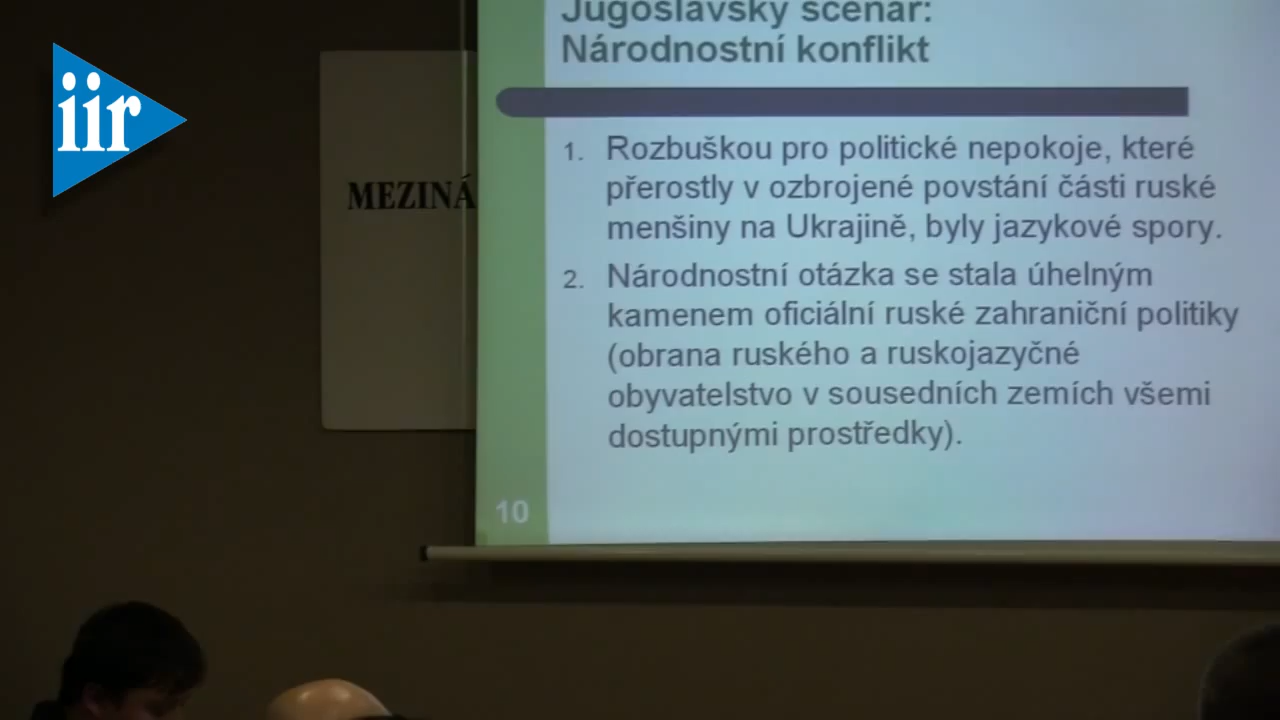 iir
MEZINÁ
Jugoslávský scénář:
Národnostní konflikt
1. Rozbuškou pro politické nepokoje, které
přerostly v ozbrojené povstání části ruské
menšiny na Ukrajině, byly jazykové spory.
2. Národnostní otázka se stala úhelným
kamenem oficiální ruské zahraniční politiky
(obrana ruského a ruskojazyčné
obyvatelstvo v sousedních zemích všemi
dostupnými prostředky).
10